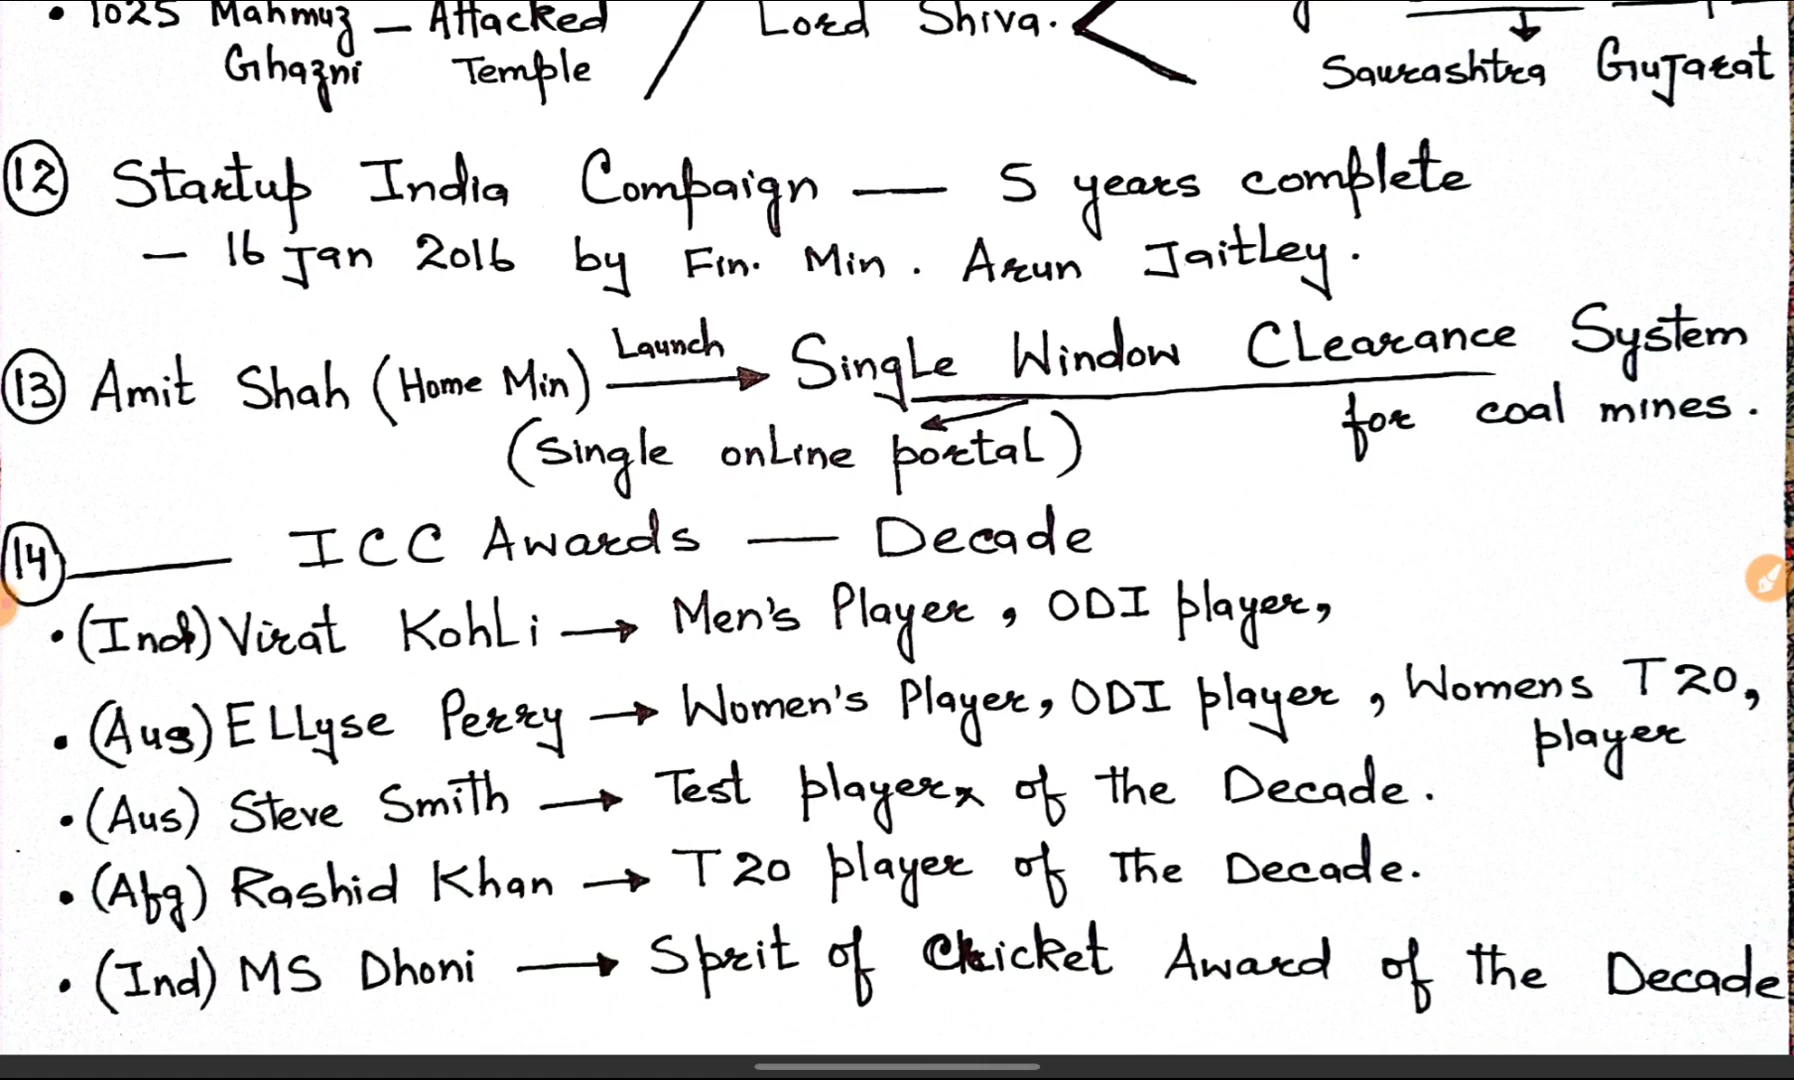 • 1025 Mahmuz — Attacked / Lord Shiva.
Ghazni Temple Saurashtra Gujarat
(12) Startup India Compaign — 5 years complete
— 16 Jan 2016 by Fin. Min. Arun Jaitley.
(13) Amit Shah (Home Min) Launch → Single Window Clearance System
(single online portal) for coal mines.
(14) ICC Awards — Decade
• (Ind) Virat Kohli → Men's Player, ODI player,
• (Aus) Ellyse Perry → Women's Player, ODI player, Womens T20,
player
• (Aus) Steve Smith → Test player of the Decade.
• (Afg) Rashid Khan → T20 player of the Decade.
• (Ind) MS Dhoni → Sprit of Cricket Award of the Decade